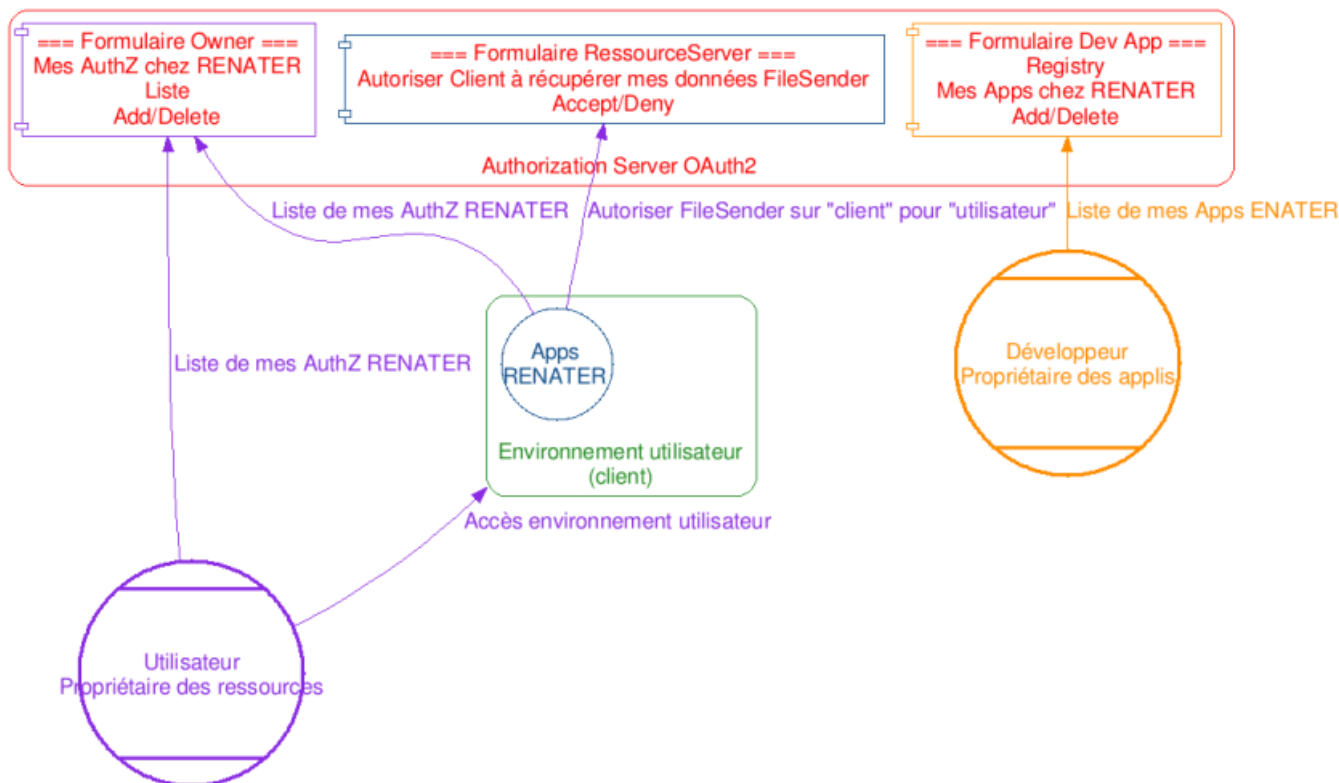 === Formulaire Owner ===
Mes AuthZ chez RENATER
Liste
Add/Delete
=== Formulaire RessourceServer ===
Autoriser Client à récupérer mes données FileSender
Accept/Deny
=== Formulaire Dev App ===
Registry
Mes Apps chez RENATER
Add/Delete
Authorization Server OAuth2
Liste de mes AuthZ RENATER
Autoriser FileSender sur "client" pour "utilisateur"
Liste de mes Apps ENATER
Liste de mes AuthZ RENATER
Apps
RENATER
Développeur
Propriétaire des applis
Environnement utilisateur
(client)
Accès environnement utilisateur
Utilisateur
Propriétaire des ressources